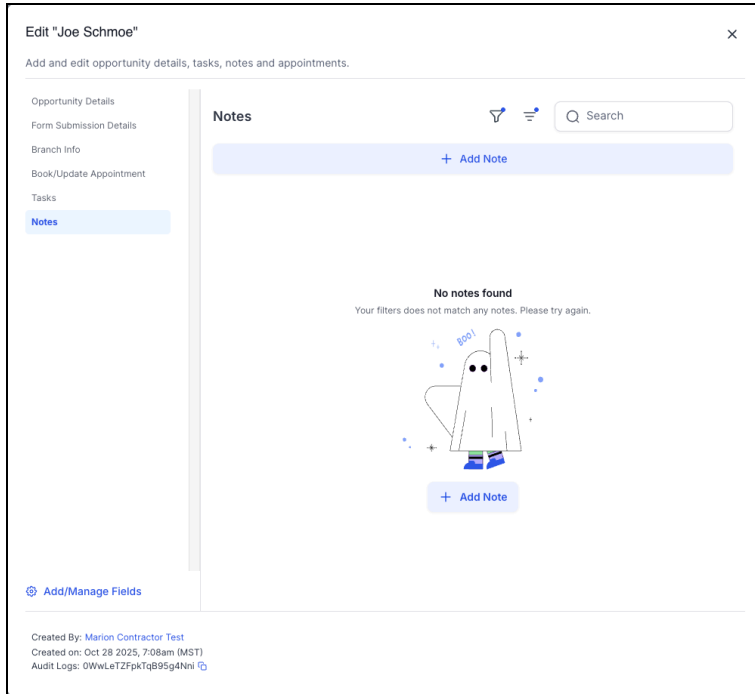 Edit "Joe Schmoe"
Add and edit opportunity details, tasks, notes and appointments.
Opportunity Details
Form Submission Details
Branch Info
Book/Update Appointment
Tasks
Notes
Add/Manage Fields
Notes
Search
+ Add Note
No notes found
Your filters does not match any notes. Please try again.
BOO!
+ Add Note
Created By: Marion Contractor Test
Created on: Oct 28 2025, 7:08am (MST)
Audit Logs: 0WwLeTZFpkTqB95g4Nni